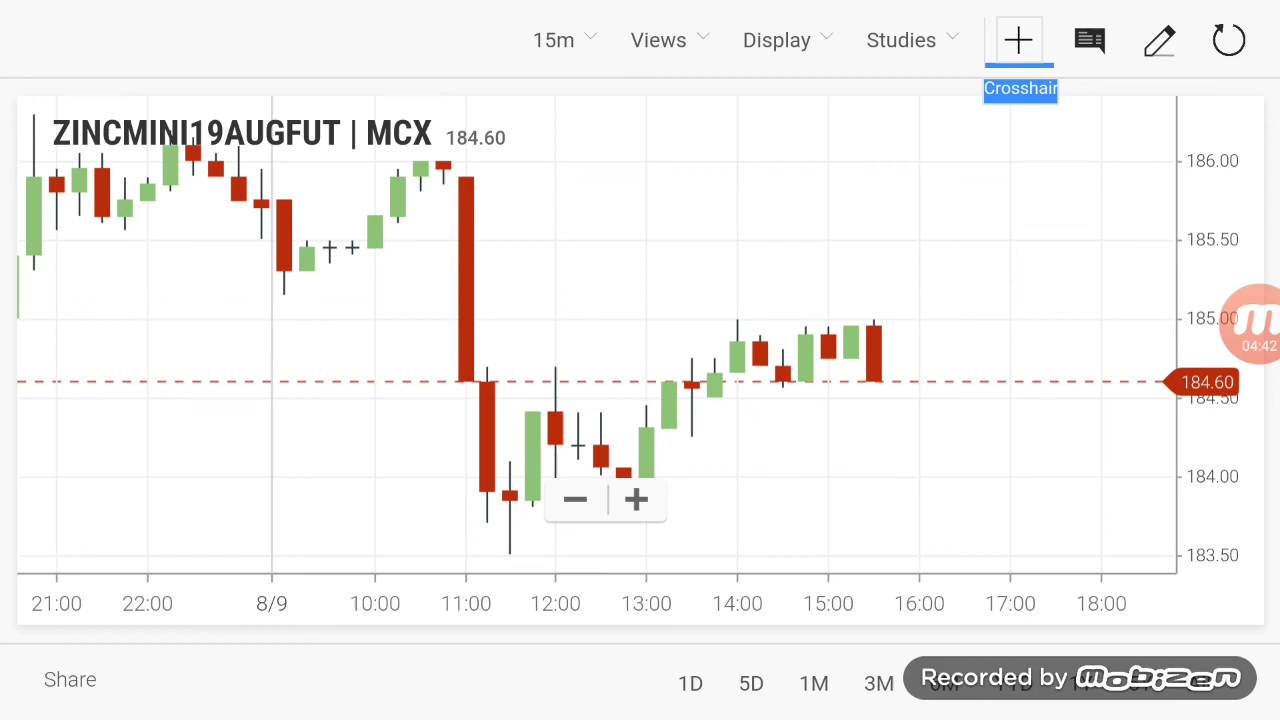 15m Views Display Studies
Crosshair
ZINCMINI19AUGFUT | MCX 184.60
186.00
185.50
185.00
04:42
184.60
184.50
184.00
183.50
21:00 22:00 8/9 10:00 11:00 12:00 13:00 14:00 15:00 16:00 17:00 18:00
Share 1D 5D 1M 3M
Recorded by mobizen